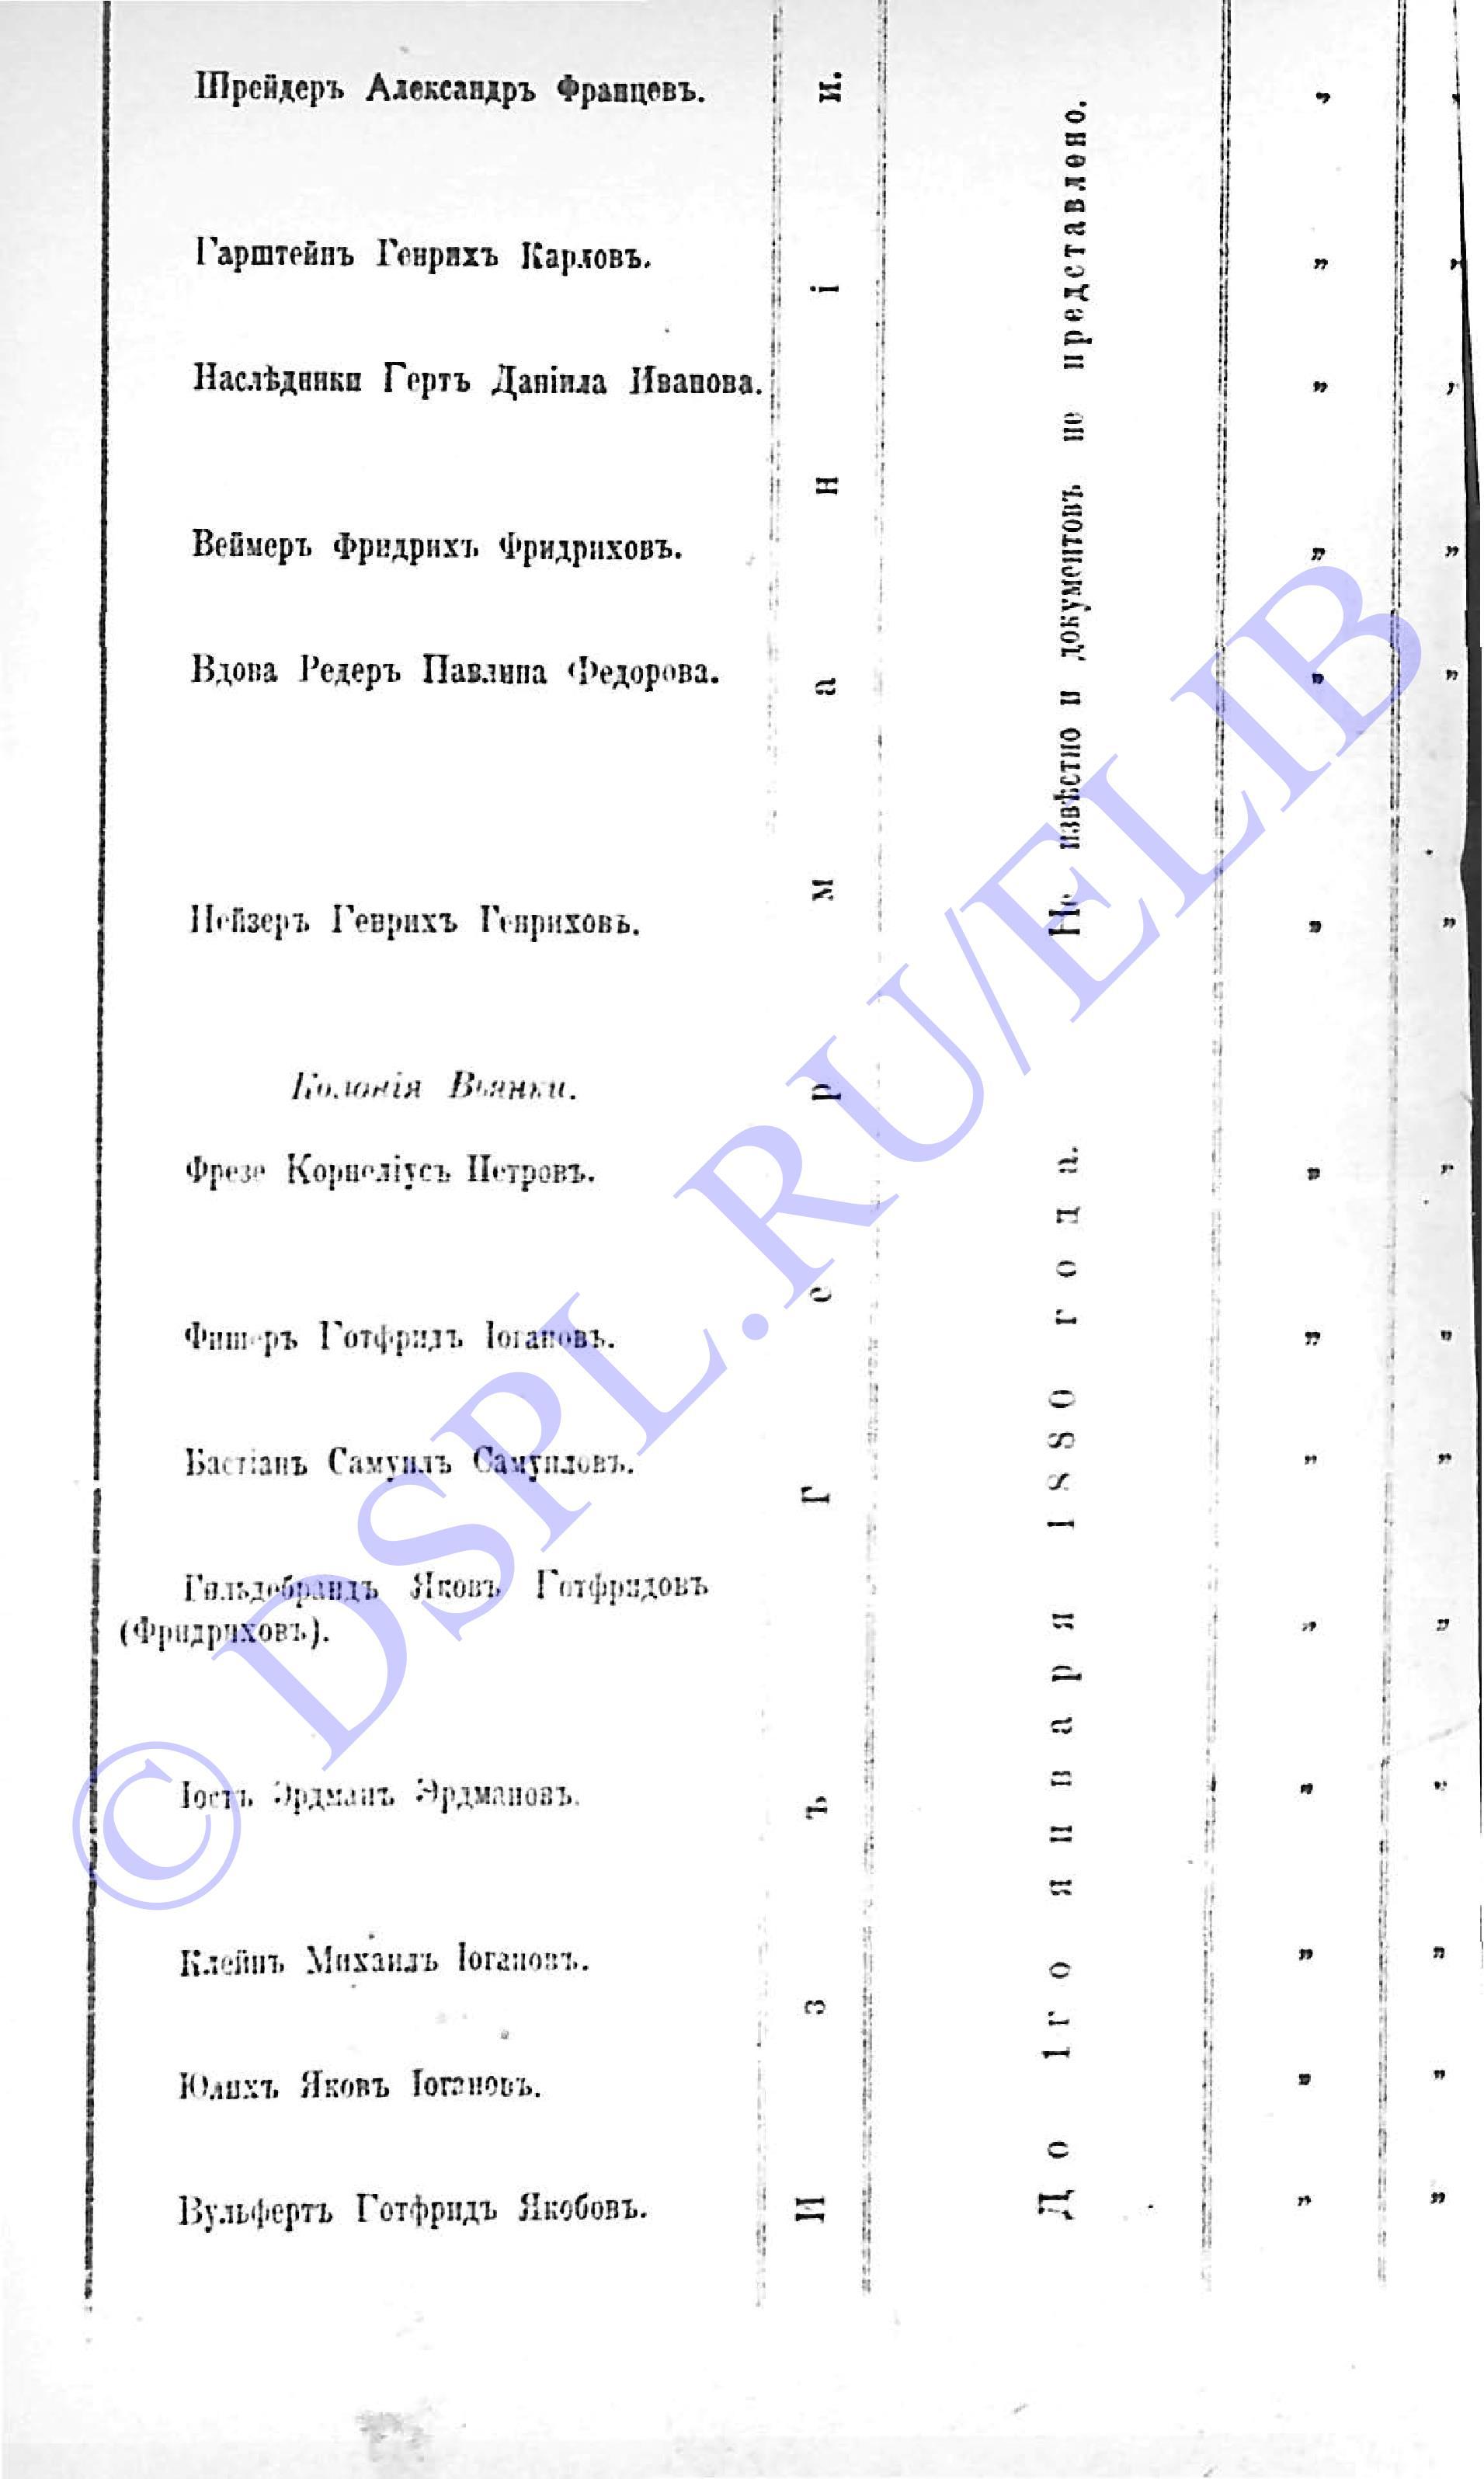 Шрейдеръ Александръ Францевъ.
Гарштейнъ Генрихъ Карловъ.
Наслѣдники Гертъ Даніила Иванова.
Веймеръ Фридрихъ Фридриховъ.
Вдова Редеръ Павлина Федорова.
Нейзеръ Генрихъ Генриховъ.
Колонія Вьянки.
Фрезе Корнеліусъ Петровъ.
Фишеръ Готфридъ Іогановъ.
Бастіанъ Самуилъ Самуиловъ.
Гильдебрандъ Яковъ Готфридовъ
(Фридриховъ).
Іостъ Эрдманъ Эрдмановъ.
Клейнъ Михаилъ Іогановъ.
Юлихъ Яковъ Іогановъ.
Вульфертъ Готфридъ Якобовъ.
Изъ Германіи.
До 1го января 1880 года.
Не извѣстно и документовъ не представлено.
© DSPL.RU/ELIB